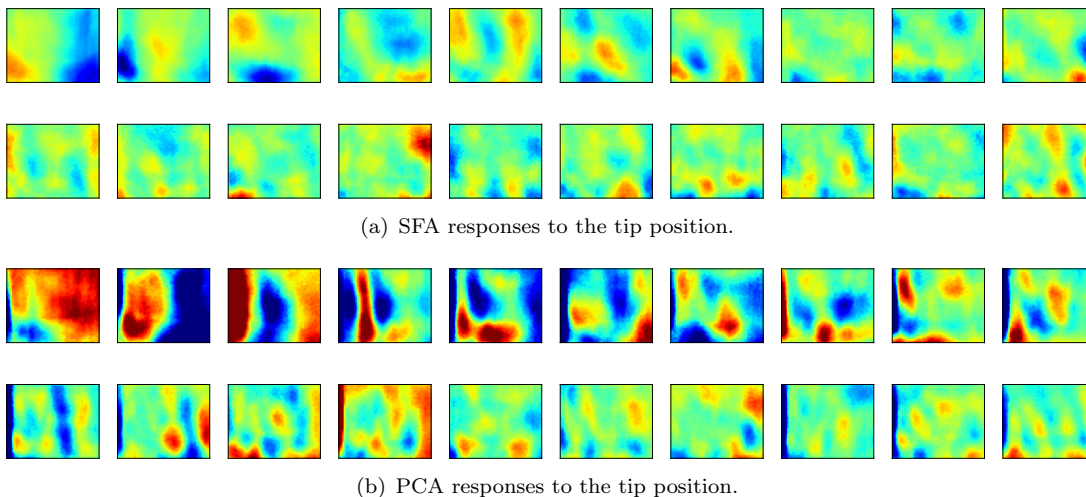 (a) SFA responses to the tip position.
(b) PCA responses to the tip position.